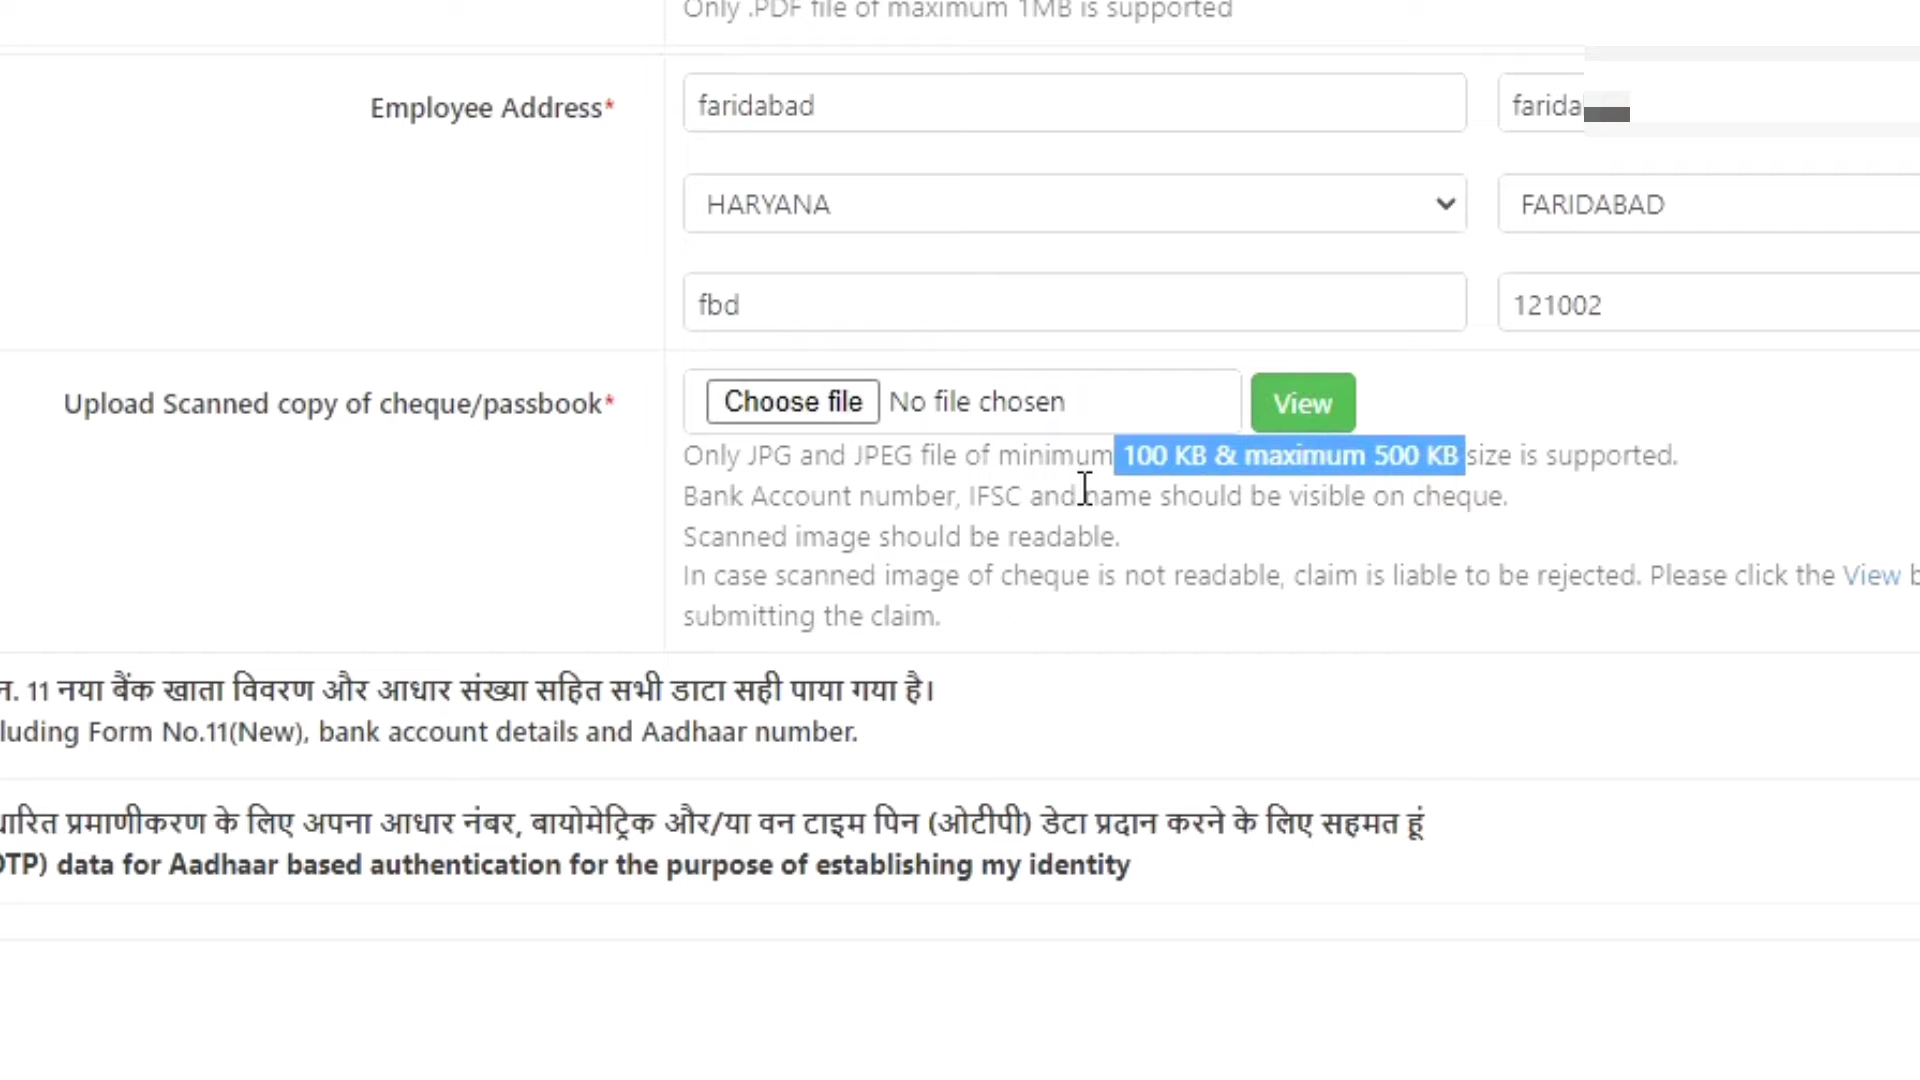 Only .PDF file of maximum 1MB is supported
Employee Address*
faridabad
HARYANA
FARIDABAD
fbd
121002
Upload Scanned copy of cheque/passbook*
Choose file No file chosen
View
Only JPG and JPEG file of minimum 100 KB & maximum 500 KB size is supported.
Bank Account number, IFSC and name should be visible on cheque.
Scanned image should be readable.
In case scanned image of cheque is not readable, claim is liable to be rejected. Please click the View
submitting the claim.
न. 11 नया बैंक खाता विवरण और आधार संख्या सहित सभी डाटा सही पाया गया है।
luding Form No.11(New), bank account details and Aadhaar number.
धारित प्रमाणीकरण के लिए अपना आधार नंबर, बायोमेट्रिक और/या वन टाइम पिन (ओटीपी) डेटा प्रदान करने के लिए सहमत हूं
OTP) data for Aadhaar based authentication for the purpose of establishing my identity